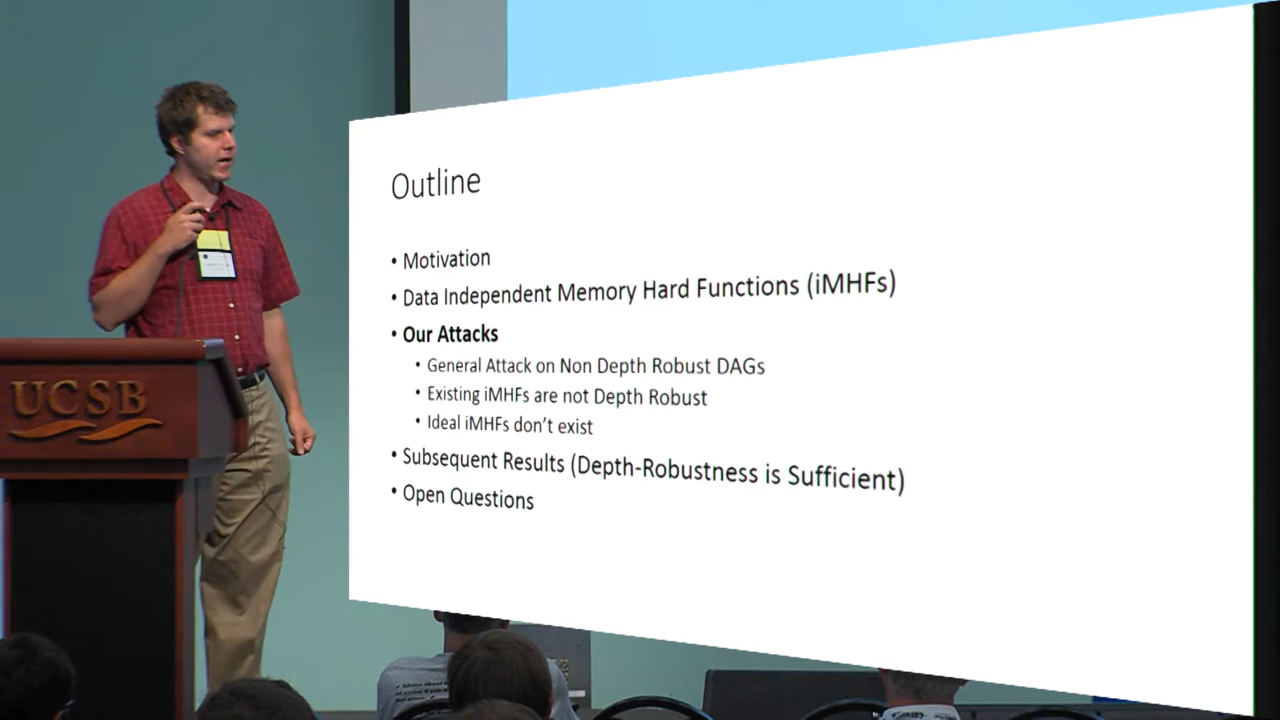 Outline
• Motivation
• Data Independent Memory Hard Functions (iMHFs)
• Our Attacks
• General Attack on Non Depth Robust DAGs
• Existing iMHFs are not Depth Robust
• Ideal iMHFs don't exist
• Subsequent Results (Depth-Robustness is Sufficient)
• Open Questions
UCSB